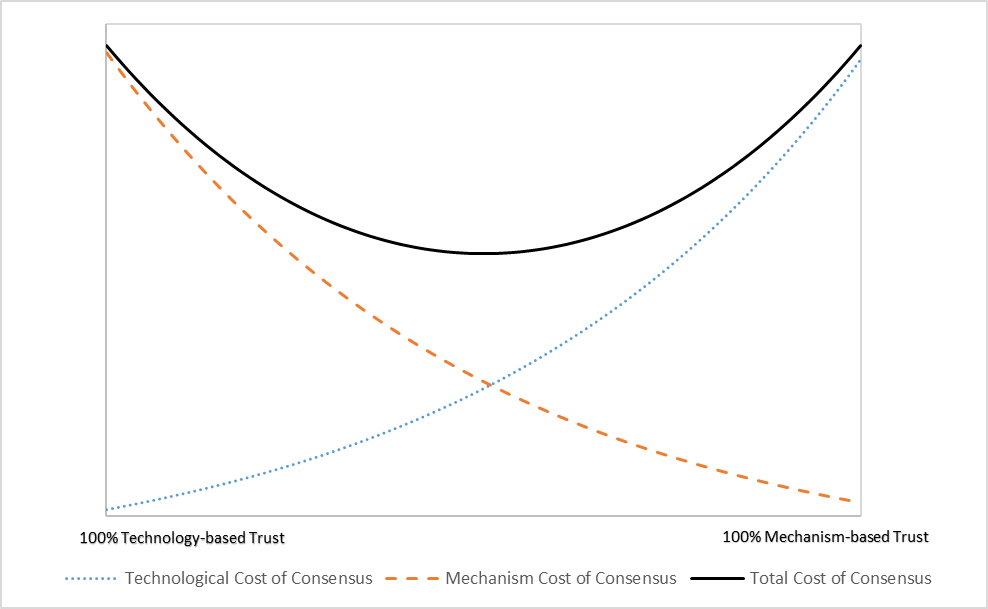 100% Technology-based Trust
100% Mechanism-based Trust
Technological Cost of Consensus
Mechanism Cost of Consensus
Total Cost of Consensus